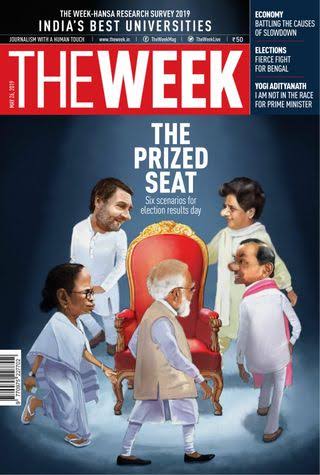 THE WEEK-HANSA RESEARCH SURVEY 2019
INDIA'S BEST UNIVERSITIES
JOURNALISM WITH A HUMAN TOUCH | www.theweek.in | TheWeekMag | TheWeekLive | ₹ 50
ECONOMY
BATTLING THE CAUSES
OF SLOWDOWN
ELECTIONS
FIERCE FIGHT
FOR BENGAL
YOGI ADITYANATH
I AM NOT IN THE RACE
FOR PRIME MINISTER
MAY 26, 2019
THE WEEK
THE
PRIZED
SEAT
Six scenarios for
election results day